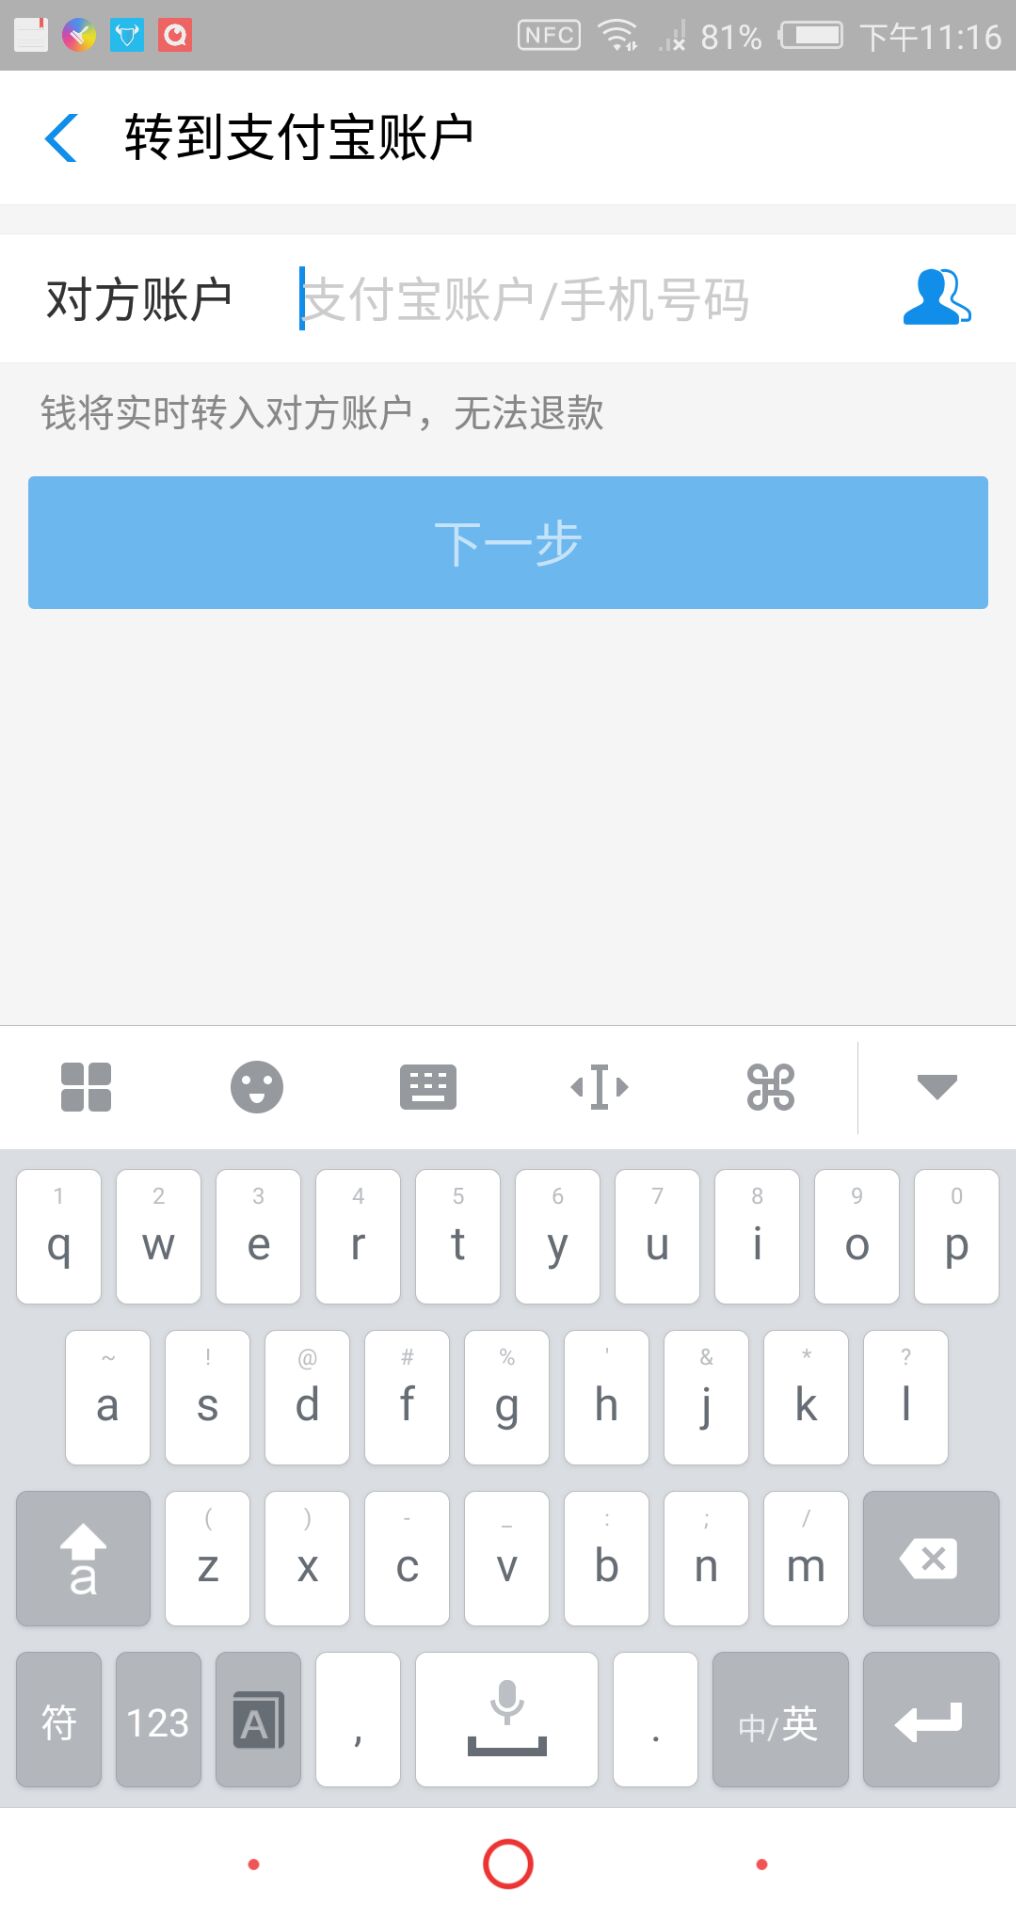 NFC 81% 下午11:16
转到支付宝账户
对方账户 支付宝账户/手机号码
钱将实时转入对方账户，无法退款
下一步
1 2 3 4 5 6 7 8 9 0
q w e r t y u i o p
~ ! @ # % ' & * ?
a s d f g h j k l
( ) - _ : ; /
a z x c v b n m
符 123 A , . 中/英